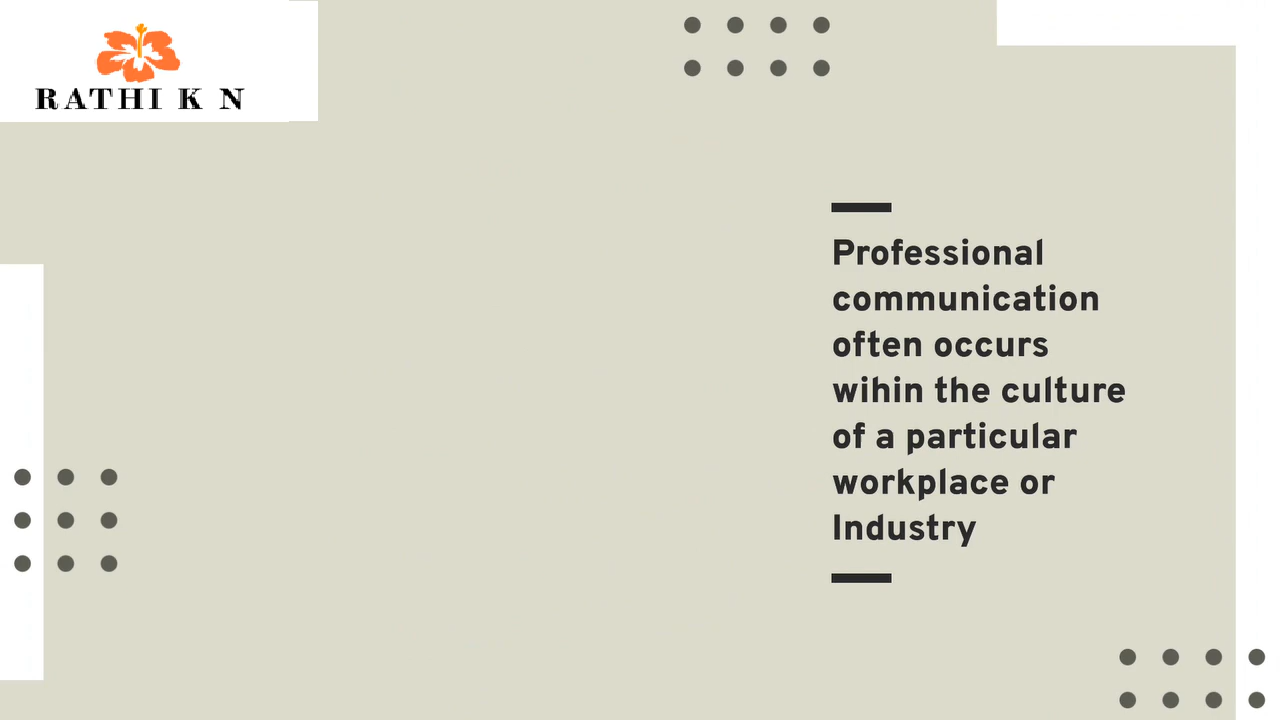 RATHI K N
Professional
communication
often occurs
wihin the culture
of a particular
workplace or
Industry